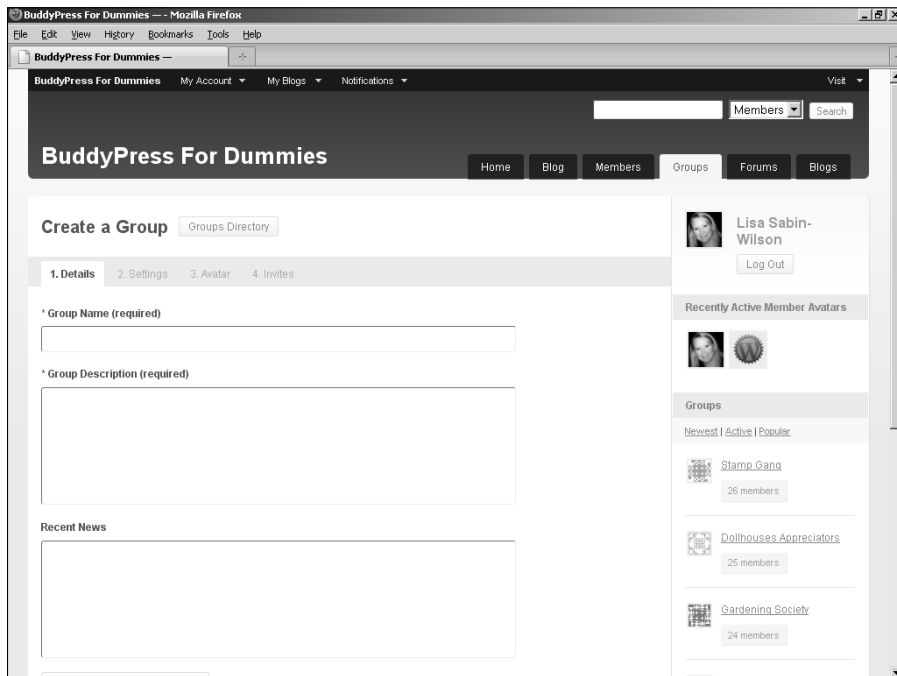 BuddyPress For Dummies — - Mozilla Firefox
File Edit View History Bookmarks Tools Help
BuddyPress For Dummies —
BuddyPress For Dummies My Account My Blogs Notifications Visit
Members Search
BuddyPress For Dummies
Home Blog Members Groups Forums Blogs
Create a Group Groups Directory
1. Details 2. Settings 3. Avatar 4. Invites
* Group Name (required)
* Group Description (required)
Recent News
Lisa Sabin-
Wilson
Log Out
Recently Active Member Avatars
Groups
Newest | Active | Popular
Stamp Gang
26 members
Dollhouses Appreciators
25 members
Gardening Society
24 members